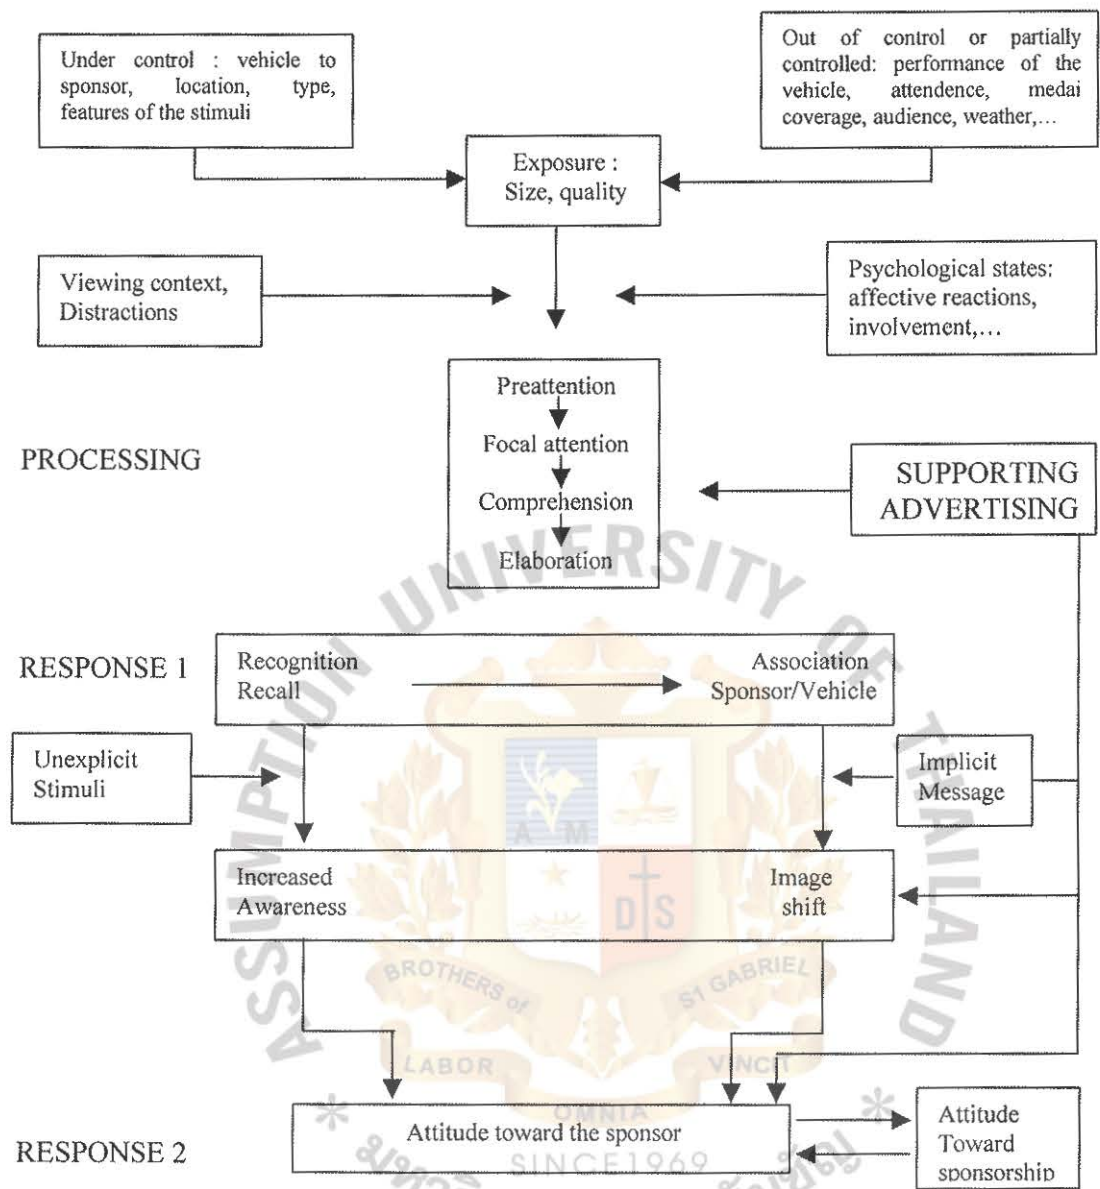 Under control : vehicle to
sponsor, location, type,
features of the stimuli
Out of control or partially
controlled: performance of the
vehicle, attendence, medai
coverage, audience, weather,...
Exposure :
Size, quality
Viewing context,
Distractions
Psychological states:
affective reactions,
involvement,...
Preattention
Focal attention
Comprehension
Elaboration
PROCESSING
SUPPORTING
ADVERTISING
RESPONSE 1
Recognition
Recall
Association
Sponsor/Vehicle
Unexplicit
Stimuli
Implicit
Message
Increased
Awareness
Image
shift
Attitude toward the sponsor
RESPONSE 2
Attitude
Toward
sponsorship
ASSUMPTION UNIVERSITY OF THAILAND
A M
D S
BROTHERS of
S1 GABRIEL
LABOR
VINCIT
OMNIA
SINCE1969
* *